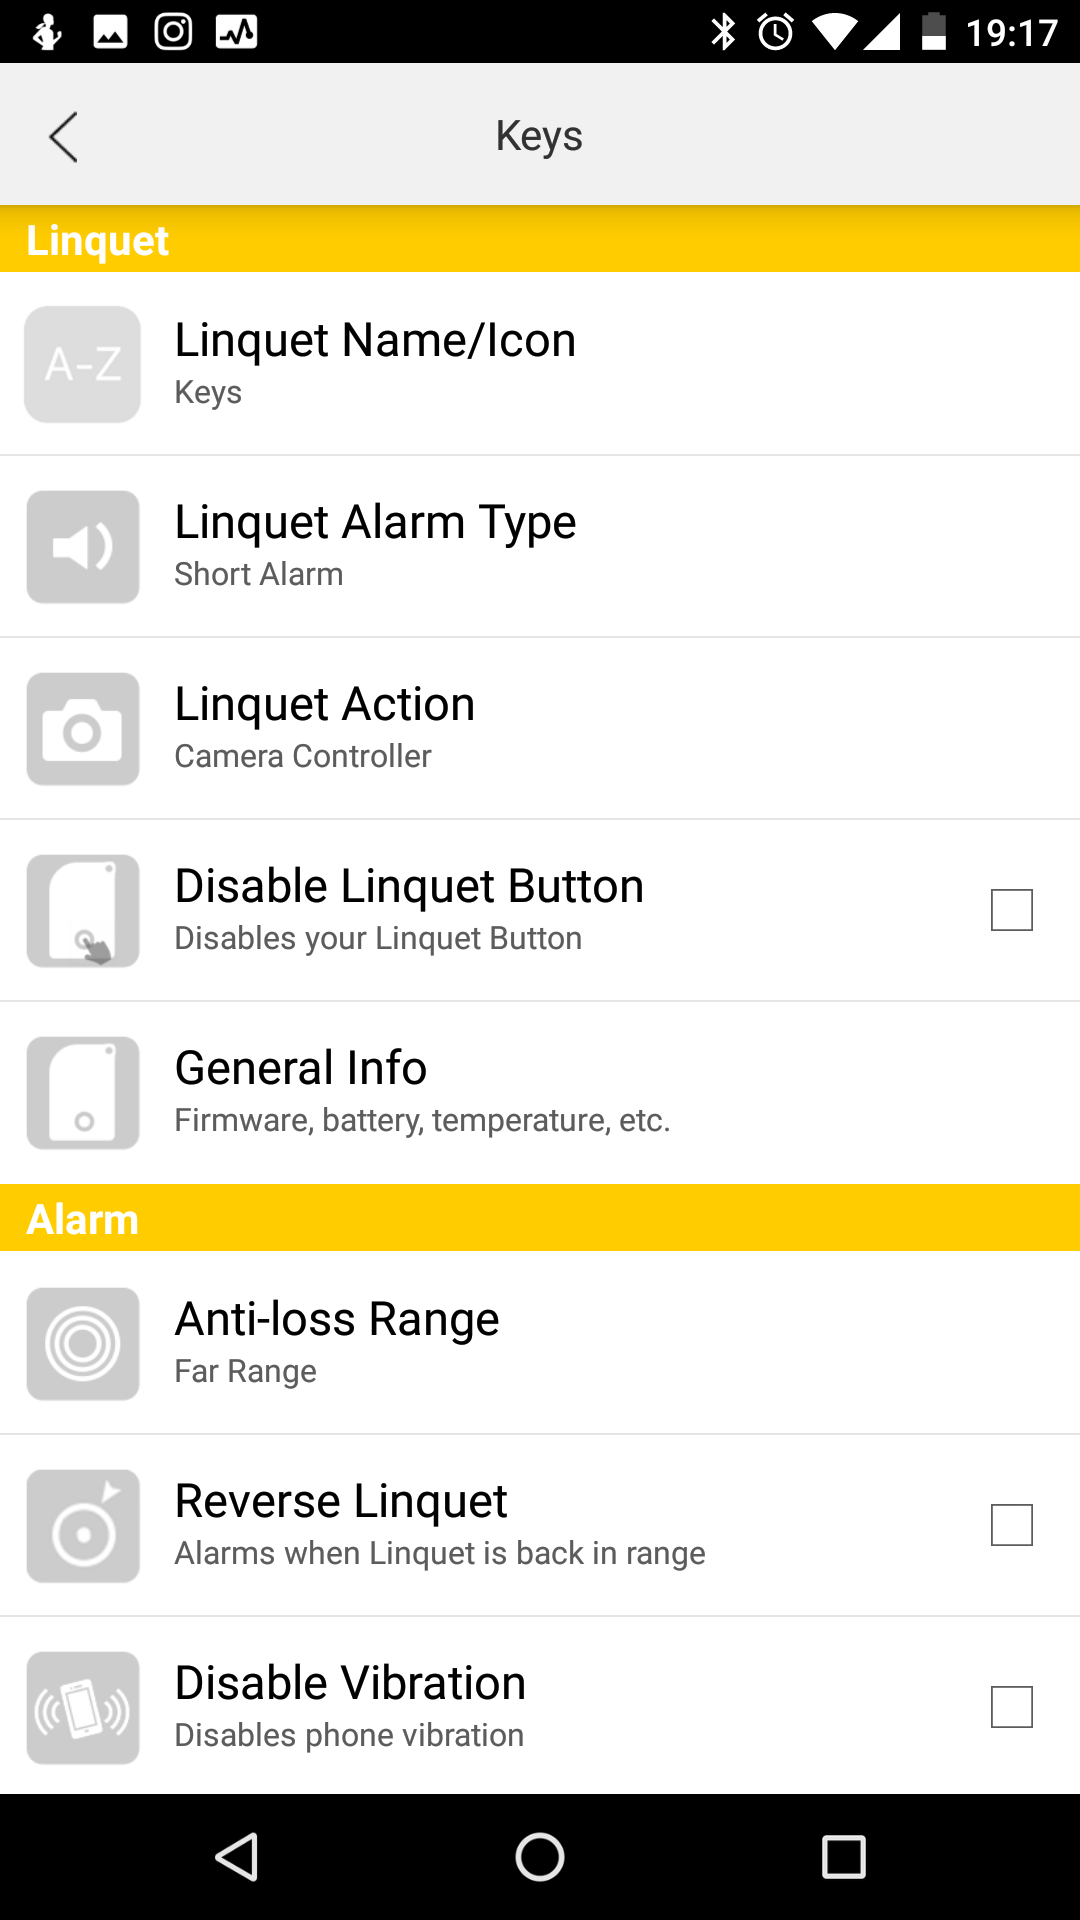 19:17
Keys
Linquet
A-Z
Linquet Name/Icon
Keys
Linquet Alarm Type
Short Alarm
Linquet Action
Camera Controller
Disable Linquet Button
Disables your Linquet Button
General Info
Firmware, battery, temperature, etc.
Alarm
Anti-loss Range
Far Range
Reverse Linquet
Alarms when Linquet is back in range
Disable Vibration
Disables phone vibration